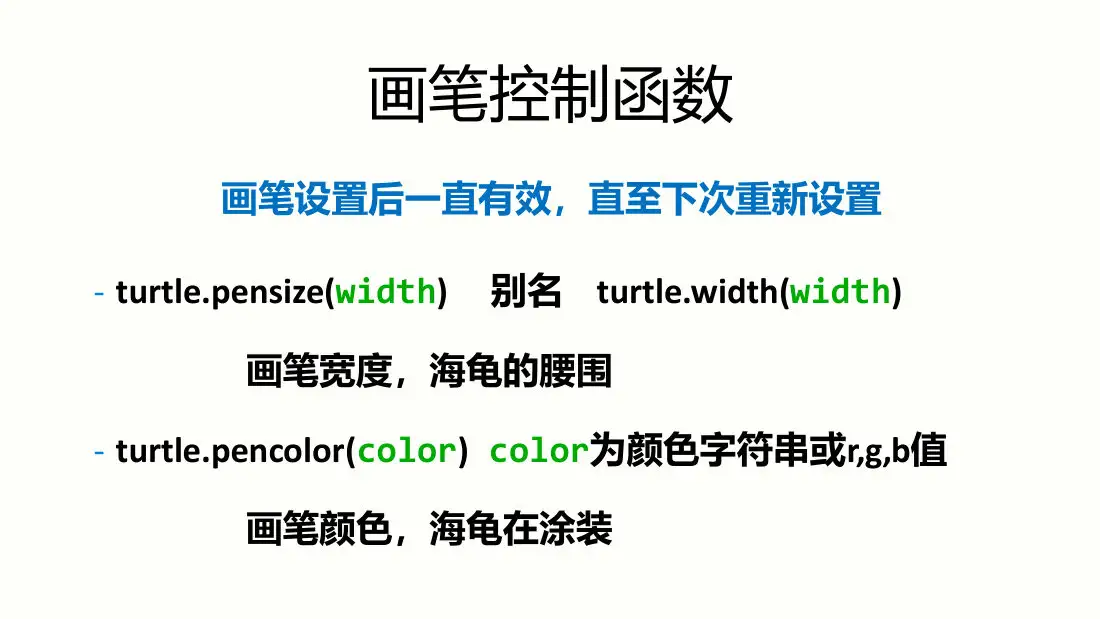 画笔控制函数
画笔设置后一直有效，直至下次重新设置
- turtle.pensize(width) 别名 turtle.width(width)
画笔宽度，海龟的腰围
- turtle.pencolor(color) color为颜色字符串或r,g,b值
画笔颜色，海龟在涂装